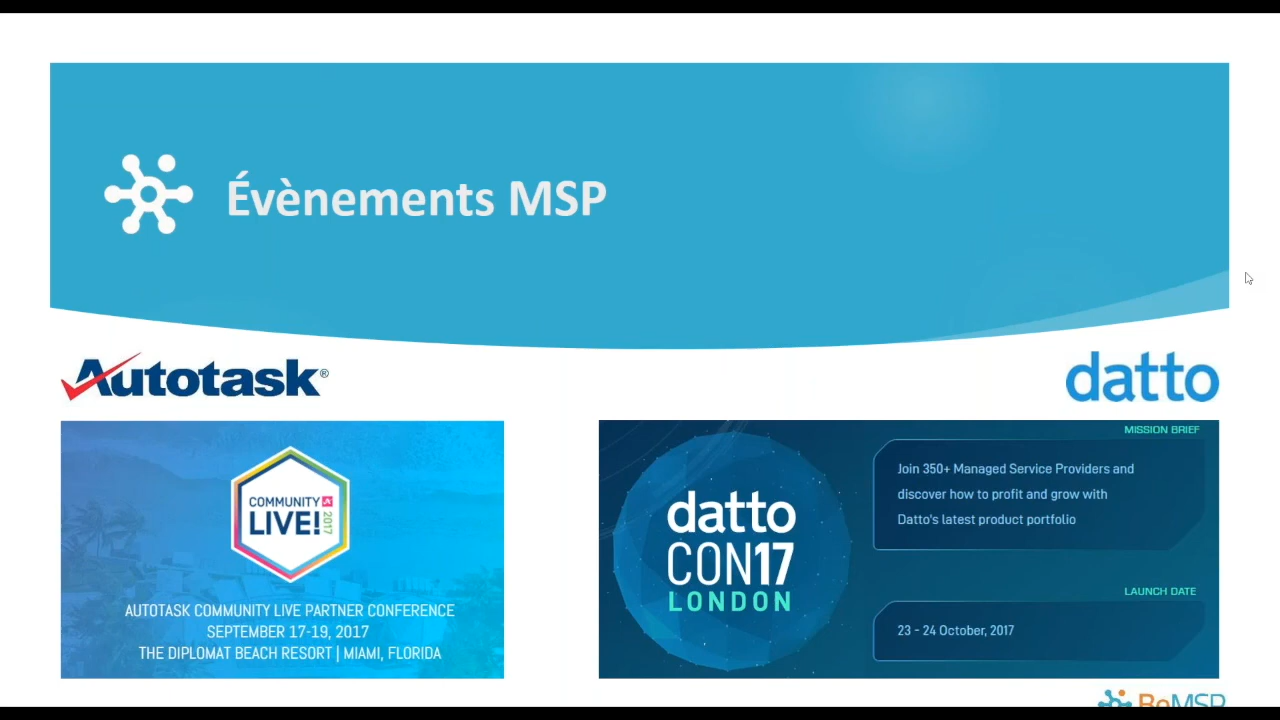 Évènements MSP
Autotask®
datto
COMMUNITY
LIVE! 2017
AUTOTASK COMMUNITY LIVE PARTNER CONFERENCE
SEPTEMBER 17-19, 2017
THE DIPLOMAT BEACH RESORT | MIAMI, FLORIDA
datto
CON17
LONDON
MISSION BRIEF
Join 350+ Managed Service Providers and
discover how to profit and grow with
Datto's latest product portfolio
LAUNCH DATE
23 - 24 October, 2017
BeMSP